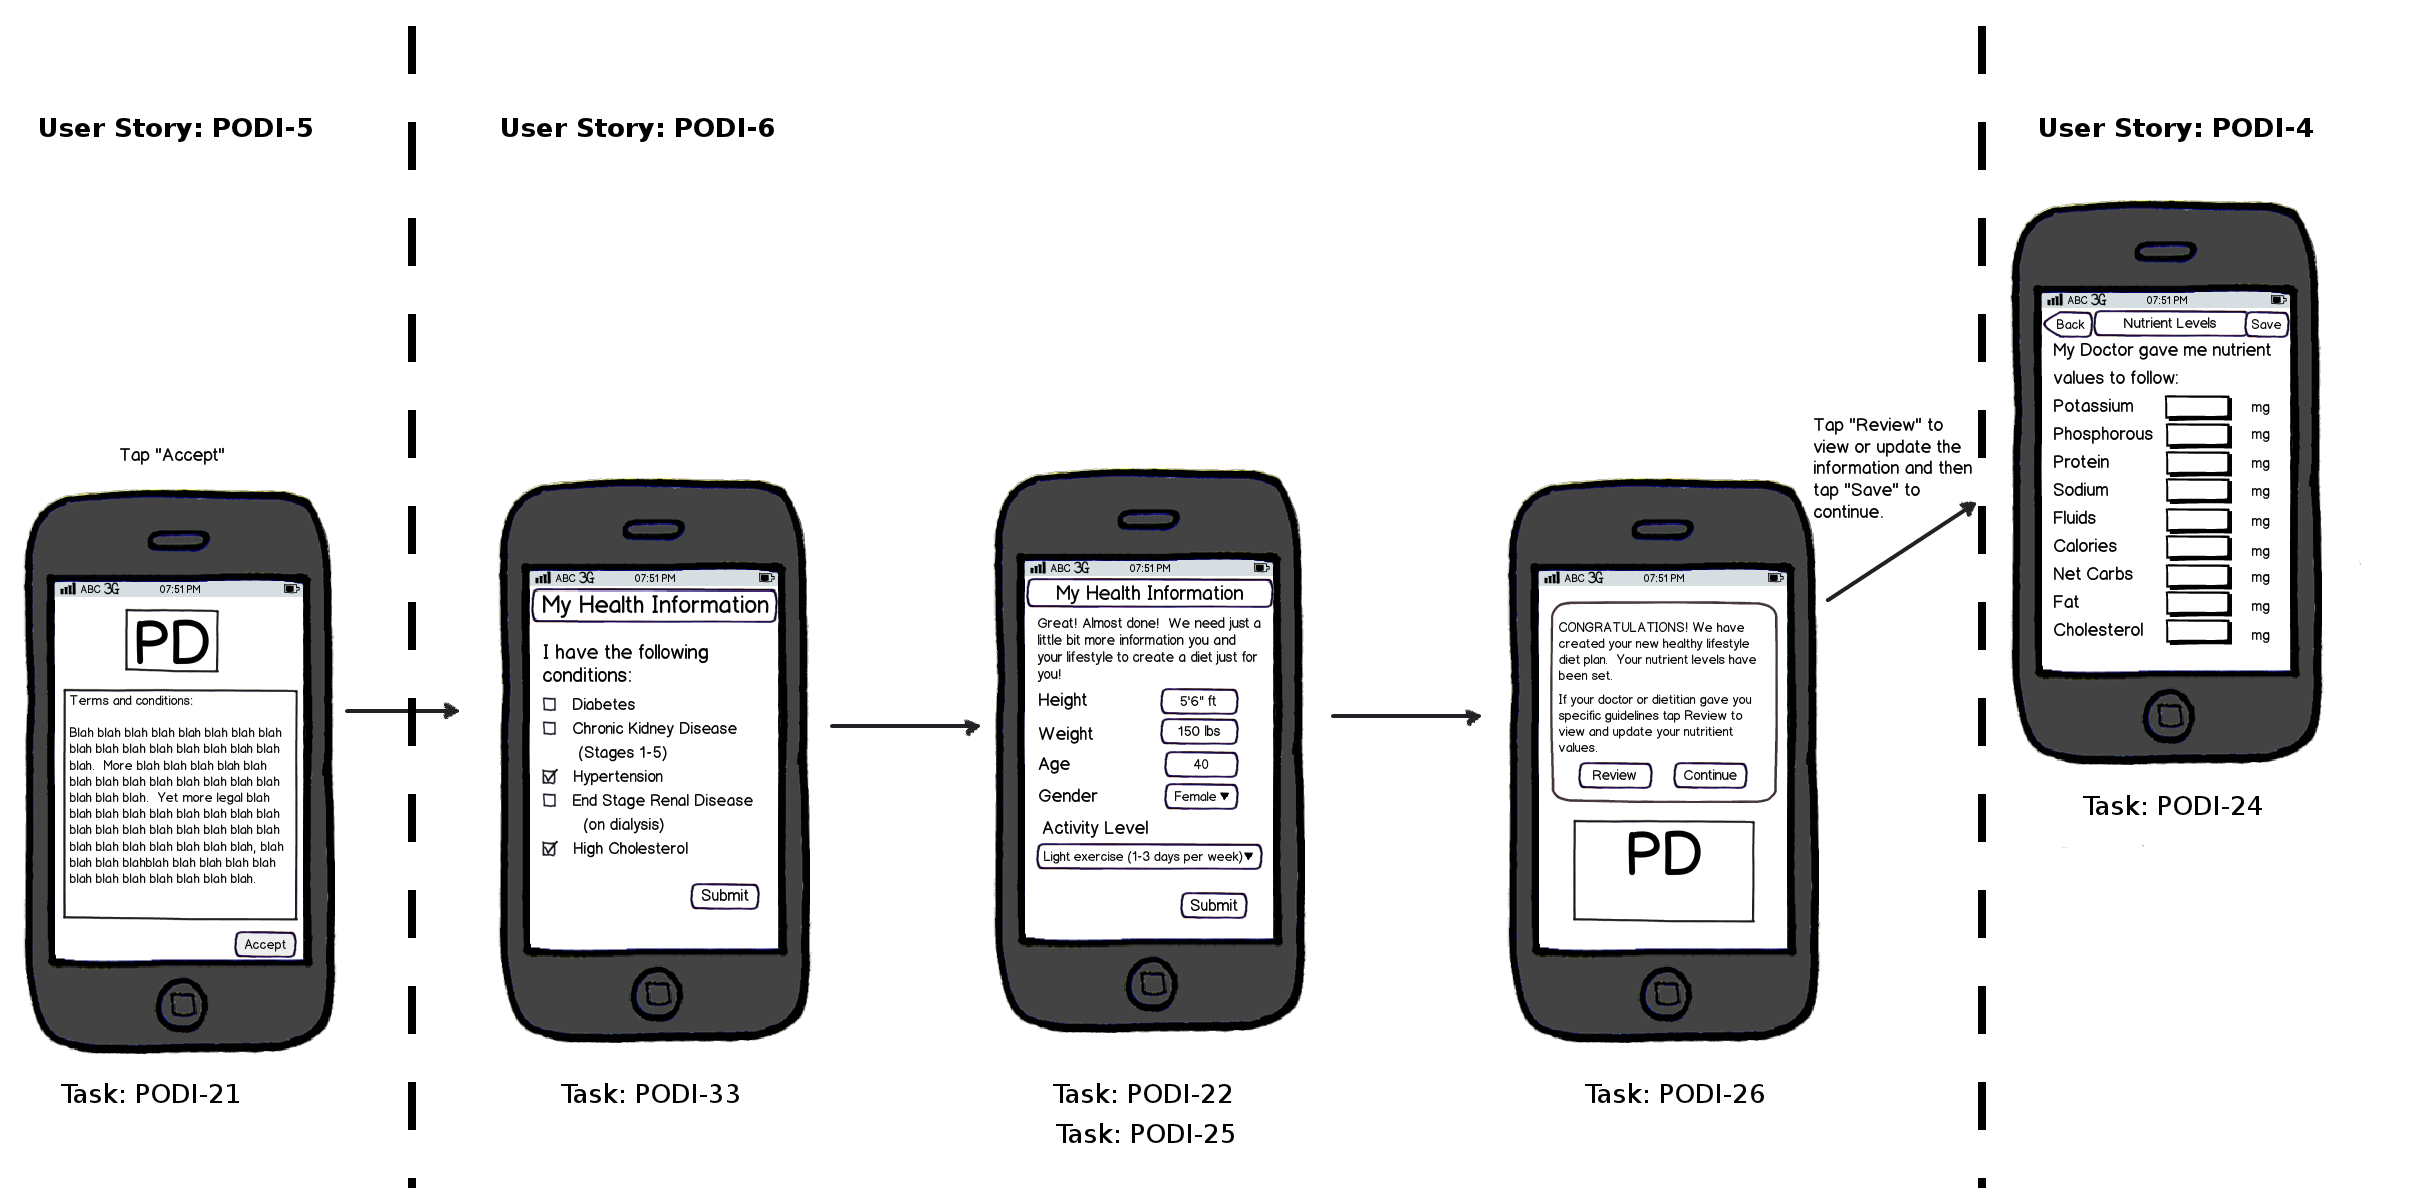 User Story: PODI-5
User Story: PODI-6
User Story: PODI-4
Tap "Accept"
ABC 3G 07:51 PM
PD
Terms and conditions:
Blah blah blah blah blah blah blah blah
blah blah blah blah blah blah blah blah
blah.  More blah blah blah blah blah
blah blah blah blah blah blah blah blah
blah blah blah.  Yet more legal blah
blah blah blah blah blah blah blah blah
blah blah blah blah blah blah blah blah
blah blah blah blah blah blah blah, blah
blah blah blahblah blah blah blah blah
blah blah blah blah blah blah blah.
Accept
Task: PODI-21
ABC 3G 07:51 PM
My Health Information
I have the following
conditions:
Diabetes
Chronic Kidney Disease
(Stages 1-5)
Hypertension
End Stage Renal Disease
(on dialysis)
High Cholesterol
Submit
Task: PODI-33
ABC 3G 07:51 PM
My Health Information
Great! Almost done!  We need just a
little bit more information you and
your lifestyle to create a diet just for
you!
Height 5'6" ft
Weight 150 lbs
Age 40
Gender Female
Activity Level
Light exercise (1-3 days per week)
Submit
Task: PODI-22
Task: PODI-25
ABC 3G 07:51 PM
CONGRATULATIONS! We have
created your new healthy lifestyle
diet plan.  Your nutrient levels have
been set.
If your doctor or dietitian gave you
specific guidelines tap Review to
view and update your nutritient
values.
Review Continue
PD
Task: PODI-26
Tap "Review" to
view or update the
information and then
tap "Save" to
continue.
ABC 3G 07:51 PM
Back Nutrient Levels Save
My Doctor gave me nutrient
values to follow:
Potassium mg
Phosphorous mg
Protein mg
Sodium mg
Fluids mg
Calories mg
Net Carbs mg
Fat mg
Cholesterol mg
Task: PODI-24